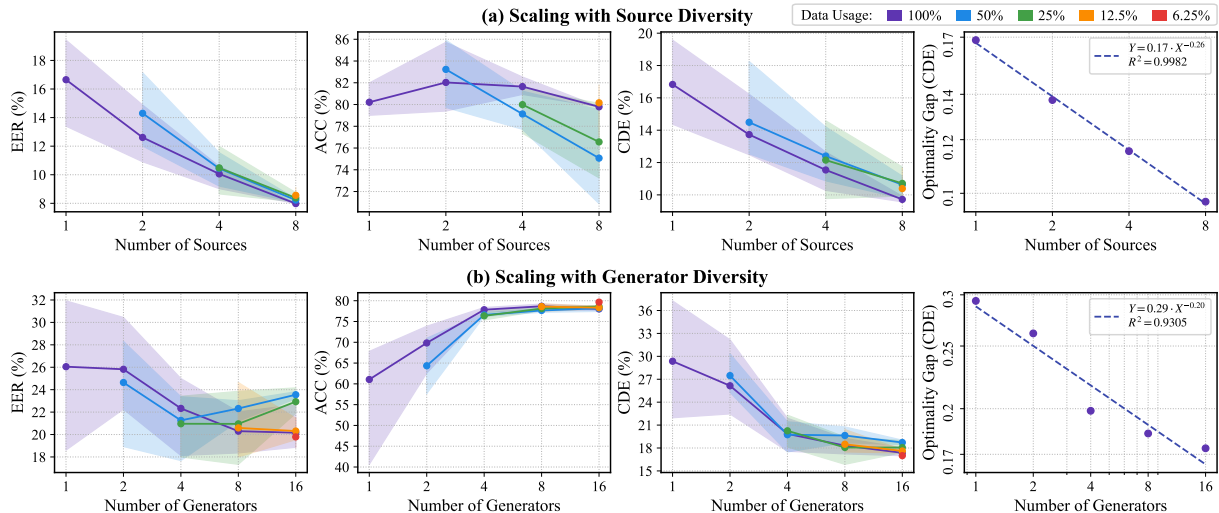 (a) Scaling with Source Diversity
Data Usage: 100% 50% 25% 12.5% 6.25%
EER (%)
18
16
14
12
10
8
1 2 4 8
Number of Sources
ACC (%)
86
84
82
80
78
76
74
72
1 2 4 8
Number of Sources
CDE (%)
20
18
16
14
12
10
1 2 4 8
Number of Sources
Optimality Gap (CDE)
0.17
0.14
0.12
0.1
Y = 0.17 · X^−0.26
R² = 0.9982
1 2 4 8
Number of Sources
(b) Scaling with Generator Diversity
EER (%)
32
30
28
26
24
22
20
18
1 2 4 8 16
Number of Generators
ACC (%)
80
75
70
65
60
55
50
45
40
1 2 4 8 16
Number of Generators
CDE (%)
36
33
30
27
24
21
18
15
1 2 4 8 16
Number of Generators
Optimality Gap (CDE)
0.3
0.25
0.2
0.17
Y = 0.29 · X^−0.20
R² = 0.9305
1 2 4 8 16
Number of Generators